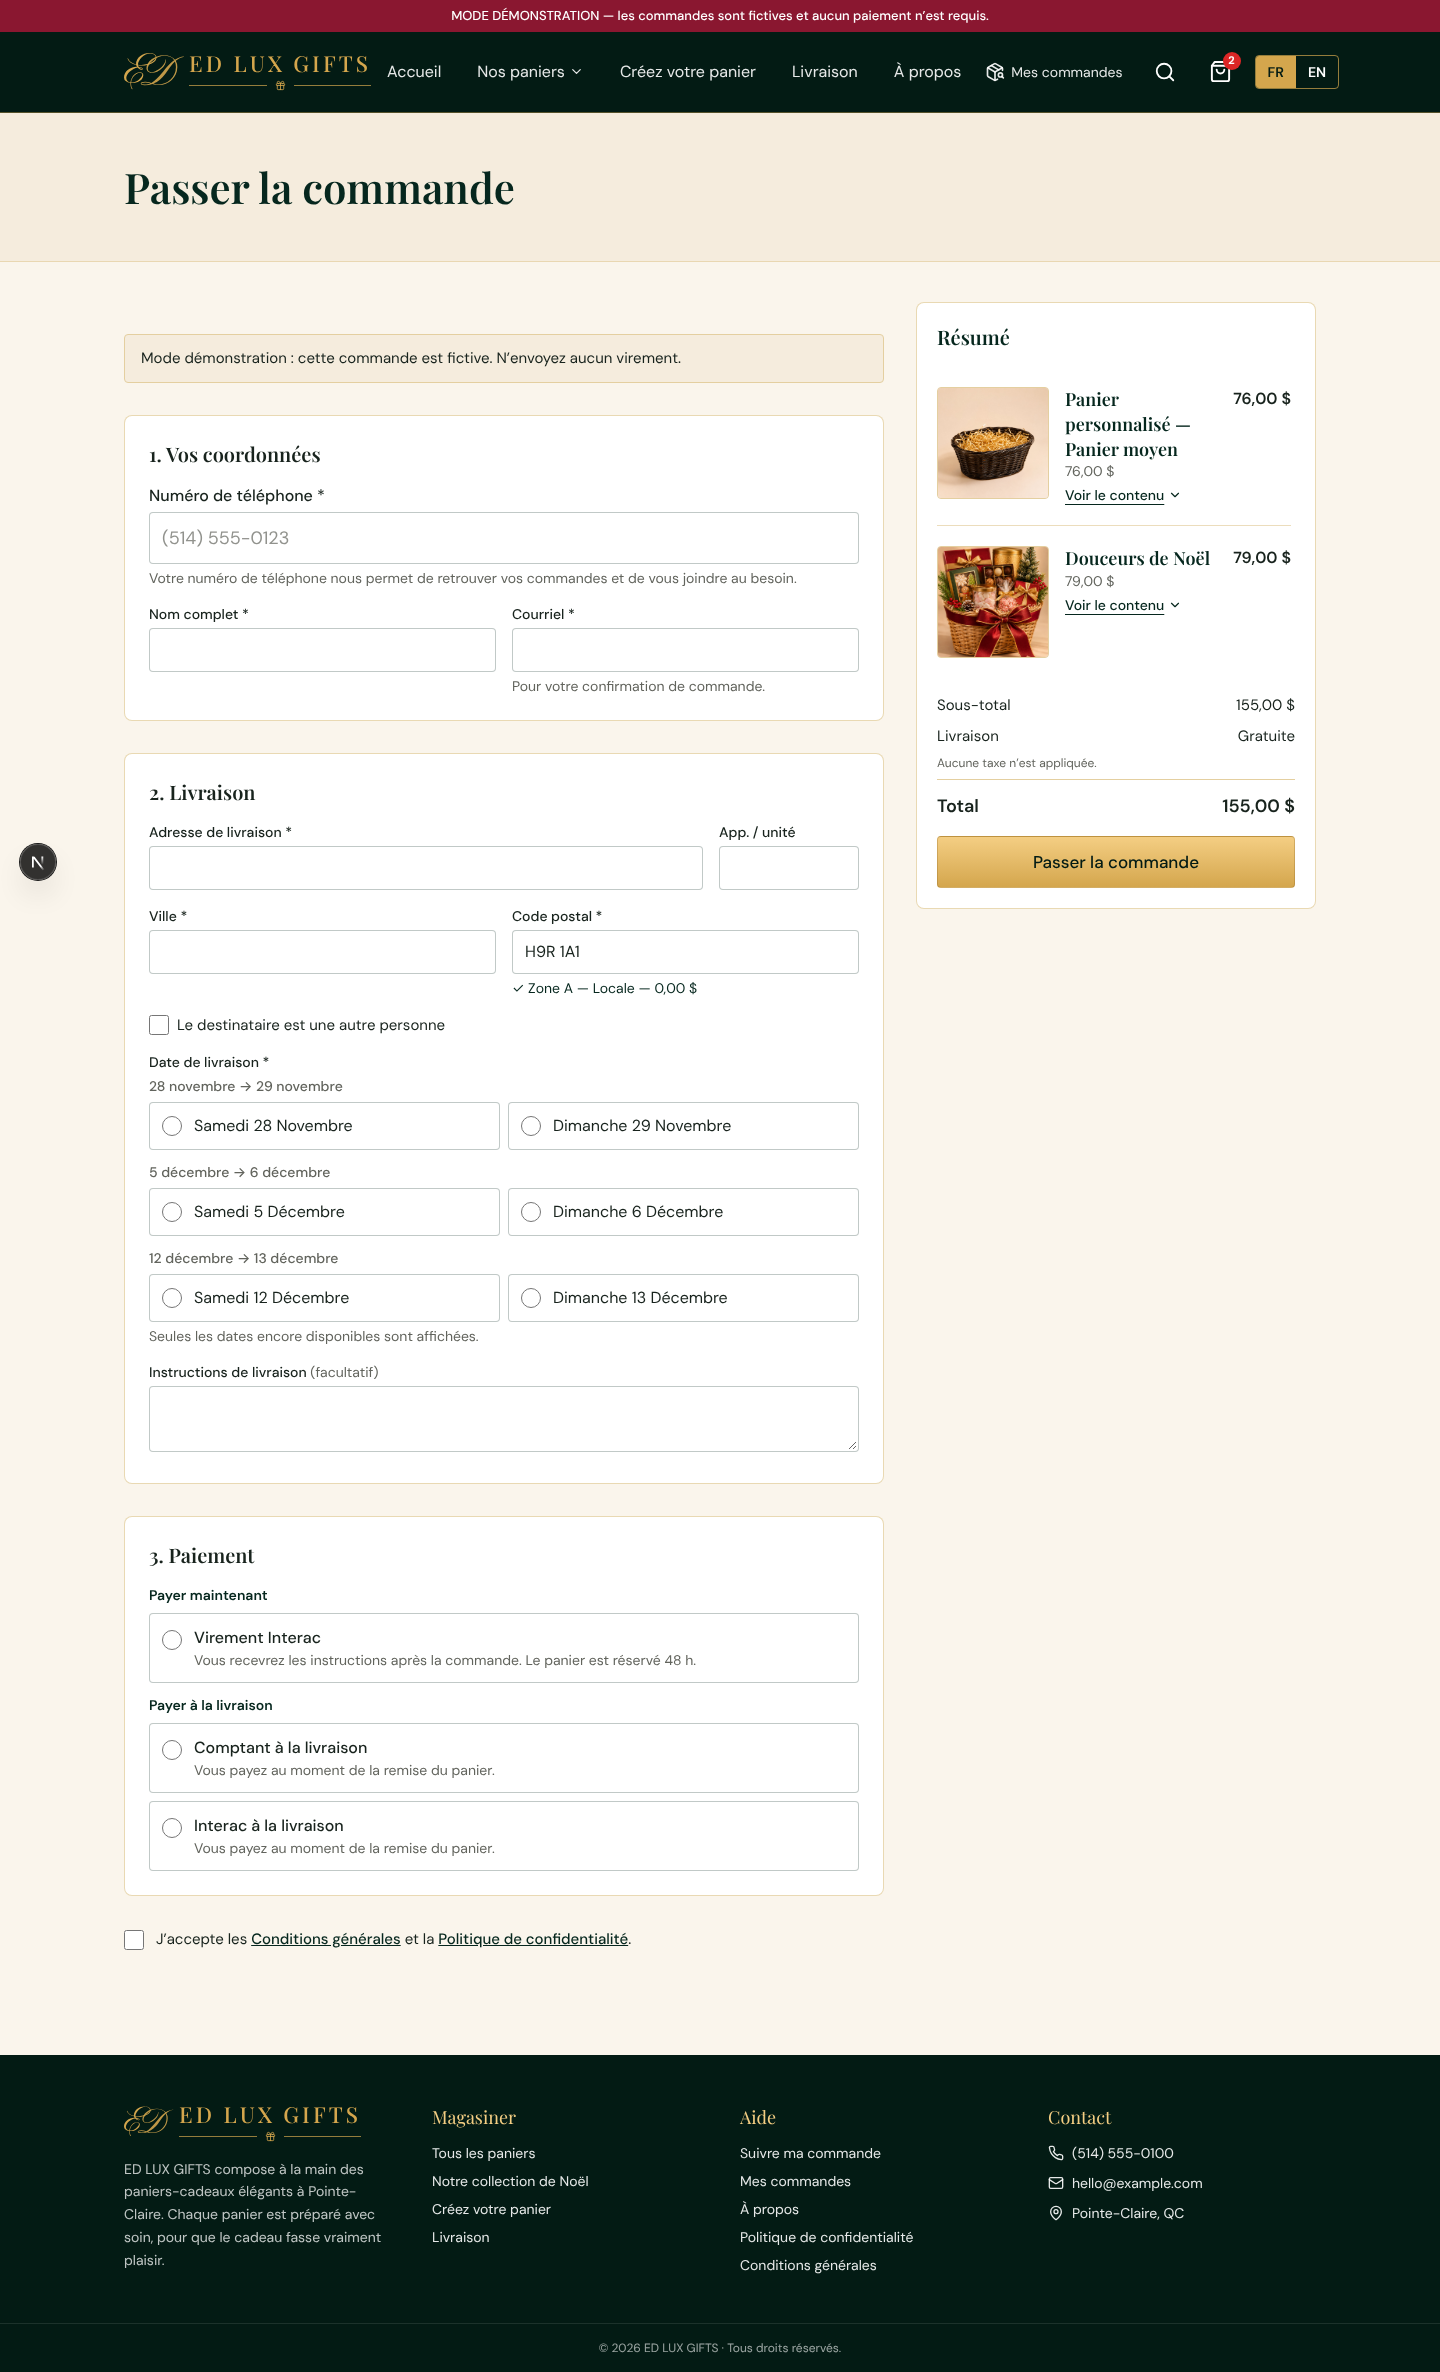 MODE DÉMONSTRATION — les commandes sont fictives et aucun paiement n’est requis.
ED ED LUX GIFTS
Accueil
Nos paniers
Créez votre panier
Livraison
À propos
Mes commandes
2
FR
EN
Passer la commande
Mode démonstration : cette commande est fictive. N’envoyez aucun virement.
1. Vos coordonnées
Numéro de téléphone *
(514) 555-0123
Votre numéro de téléphone nous permet de retrouver vos commandes et de vous joindre au besoin.
Nom complet *
Courriel *
Pour votre confirmation de commande.
2. Livraison
Adresse de livraison *
App. / unité
Ville *
Code postal *
H9R 1A1
✓ Zone A — Locale — 0,00 $
Le destinataire est une autre personne
Date de livraison *
28 novembre → 29 novembre
Samedi 28 Novembre
Dimanche 29 Novembre
5 décembre → 6 décembre
Samedi 5 Décembre
Dimanche 6 Décembre
12 décembre → 13 décembre
Samedi 12 Décembre
Dimanche 13 Décembre
Seules les dates encore disponibles sont affichées.
Instructions de livraison (facultatif)
3. Paiement
Payer maintenant
Virement Interac
Vous recevrez les instructions après la commande. Le panier est réservé 48 h.
Payer à la livraison
Comptant à la livraison
Vous payez au moment de la remise du panier.
Interac à la livraison
Vous payez au moment de la remise du panier.
J’accepte les Conditions générales et la Politique de confidentialité.
Résumé
Panier
personnalisé —
Panier moyen
76,00 $
76,00 $
Voir le contenu
Douceurs de Noël
79,00 $
79,00 $
Voir le contenu
Sous-total 155,00 $
Livraison Gratuite
Aucune taxe n’est appliquée.
Total 155,00 $
Passer la commande
N
ED ED LUX GIFTS
ED LUX GIFTS compose à la main des
paniers-cadeaux élégants à Pointe-
Claire. Chaque panier est préparé avec
soin, pour que le cadeau fasse vraiment
plaisir.
Magasiner
Tous les paniers
Notre collection de Noël
Créez votre panier
Livraison
Aide
Suivre ma commande
Mes commandes
À propos
Politique de confidentialité
Conditions générales
Contact
(514) 555-0100
hello@example.com
Pointe-Claire, QC
© 2026 ED LUX GIFTS · Tous droits réservés.